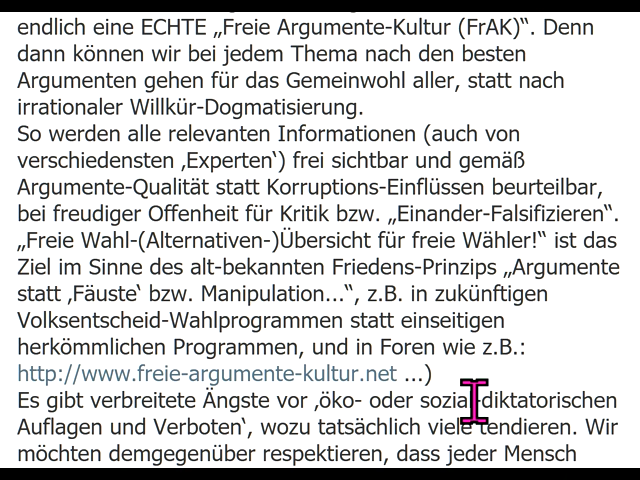 endlich eine ECHTE „Freie Argumente-Kultur (FrAK)“. Denn
dann können wir bei jedem Thema nach den besten
Argumenten gehen für das Gemeinwohl aller, statt nach
irrationaler Willkür-Dogmatisierung.
So werden alle relevanten Informationen (auch von
verschiedensten ‚Experten‘) frei sichtbar und gemäß
Argumente-Qualität statt Korruptions-Einflüssen beurteilbar,
bei freudiger Offenheit für Kritik bzw. „Einander-Falsifizieren“.
„Freie Wahl-(Alternativen-)Übersicht für freie Wähler!“ ist das
Ziel im Sinne des alt-bekannten Friedens-Prinzips „Argumente
statt ‚Fäuste‘ bzw. Manipulation...“, z.B. in zukünftigen
Volksentscheid-Wahlprogrammen statt einseitigen
herkömmlichen Programmen, und in Foren wie z.B.:
http://www.freie-argumente-kultur.net ...)
Es gibt verbreitete Ängste vor ‚öko- oder sozial-diktatorischen
Auflagen und Verboten‘, wozu tatsächlich viele tendieren. Wir
möchten demgegenüber respektieren, dass jeder Mensch